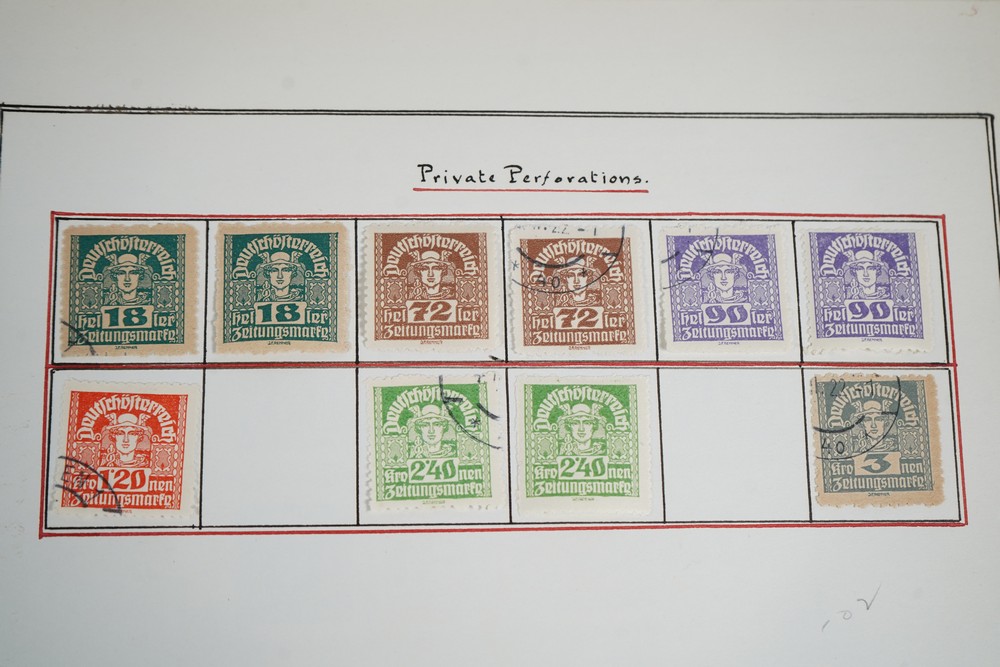 Private Perforations.
Deutschösterreich
18
hel ler
Zeitungsmarke
Deutschösterreich
18
hel ler
Zeitungsmarke
Deutschösterreich
72
hel ler
Zeitungsmarke
Deutschösterreich
72
hel ler
Zeitungsmarke
Deutschösterreich
90
hel ler
Zeitungsmarke
Deutschösterreich
90
hel ler
Zeitungsmarke
Deutschösterreich
Kro 1'20 nen
Zeitungsmarke
Deutschösterreich
Kro 2'40 nen
Zeitungsmarke
Deutschösterreich
Kro 2'40 nen
Zeitungsmarke
22
40
Deutschösterreich
Kro 3 nen
Zeitungsmarke